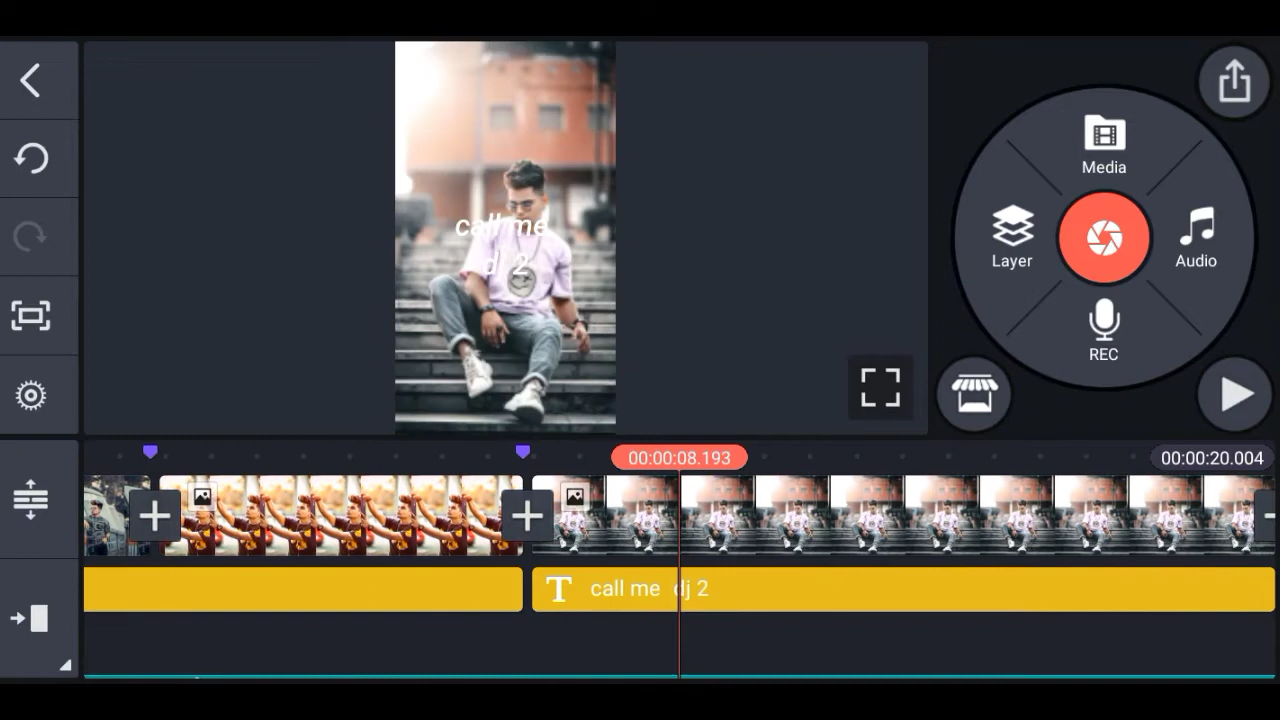 Media
Layer
Audio
REC
call me
dj 2
00:00:08.193
00:00:20.004
T call me dj 2